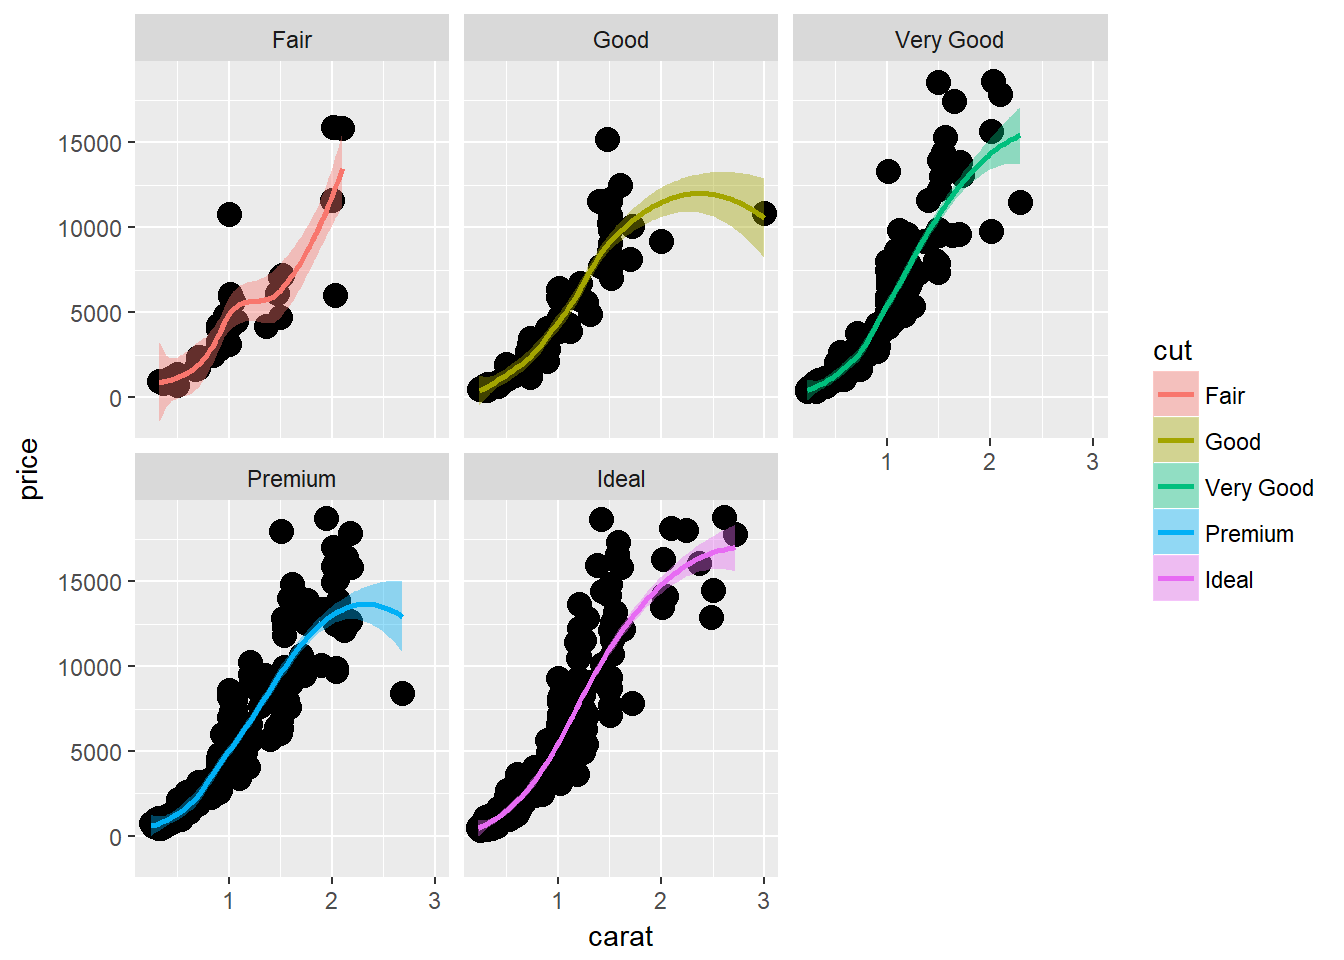 Fair
Good
Very Good
15000
10000
5000
0
1 2 3
price
Premium
Ideal
15000
10000
5000
0
1 2 3
1 2 3
carat
cut
Fair
Good
Very Good
Premium
Ideal